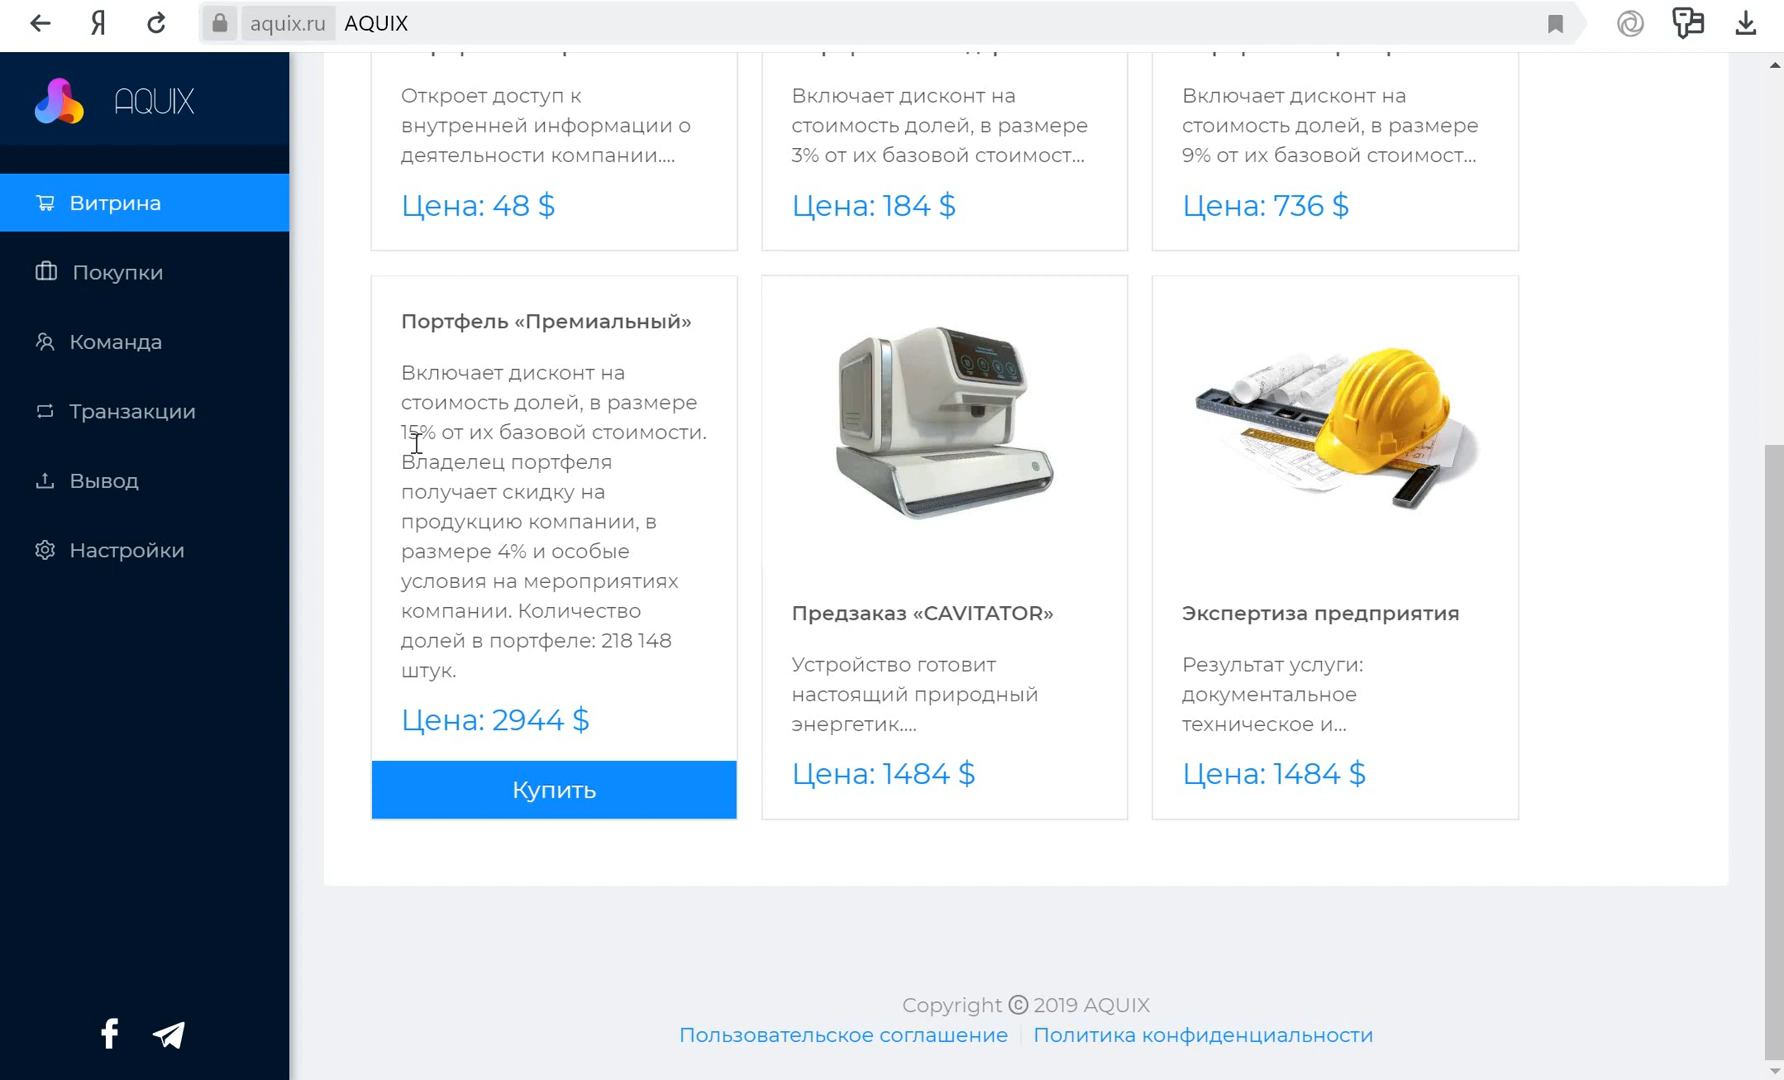 aquix.ru AQUIX
AQUIX
Витрина
Покупки
Команда
Транзакции
Вывод
Настройки
Откроет доступ к
внутренней информации о
деятельности компании....
Цена: 48 $
Включает дисконт на
стоимость долей, в размере
3% от их базовой стоимост...
Цена: 184 $
Включает дисконт на
стоимость долей, в размере
9% от их базовой стоимост...
Цена: 736 $
Портфель «Премиальный»
Включает дисконт на
стоимость долей, в размере
15% от их базовой стоимости.
Владелец портфеля
получает скидку на
продукцию компании, в
размере 4% и особые
условия на мероприятиях
компании. Количество
долей в портфеле: 218 148
штук.
Цена: 2944 $
Купить
Предзаказ «CAVITATOR»
Устройство готовит
настоящий природный
энергетик....
Цена: 1484 $
Экспертиза предприятия
Результат услуги:
документальное
техническое и...
Цена: 1484 $
Copyright © 2019 AQUIX
Пользовательское соглашение
Политика конфиденциальности